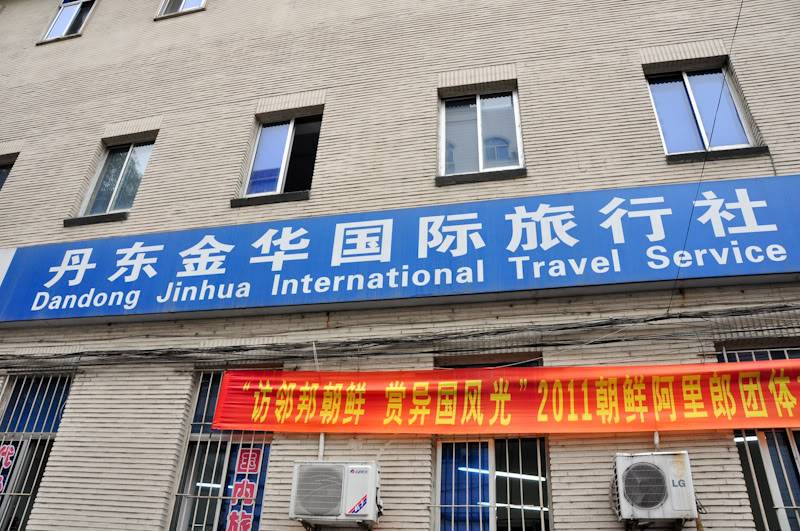 丹东金华国际旅行社
Dandong Jinhua International Travel Service
“访邻邦朝鲜 赏异国风光”2011朝鲜阿里郎团体
国内旅
LG